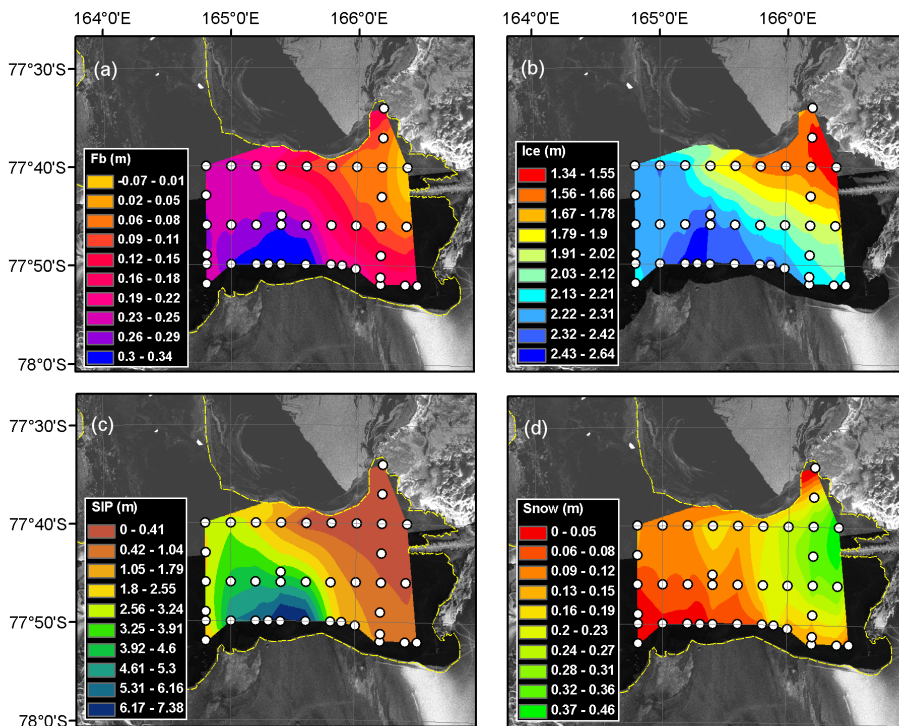 164°0'E 165°0'E 166°0'E 164°0'E 165°0'E 166°0'E
77°30'S
77°40'S
77°50'S
78°0'S
(a)
Fb (m)
-0.07 - 0.01
0.02 - 0.05
0.06 - 0.08
0.09 - 0.11
0.12 - 0.15
0.16 - 0.18
0.19 - 0.22
0.23 - 0.25
0.26 - 0.29
0.3 - 0.34
(b)
Ice (m)
1.34 - 1.55
1.56 - 1.66
1.67 - 1.78
1.79 - 1.9
1.91 - 2.02
2.03 - 2.12
2.13 - 2.21
2.22 - 2.31
2.32 - 2.42
2.43 - 2.64
77°30'S
77°40'S
77°50'S
78°0'S
(c)
SIP (m)
0 - 0.41
0.42 - 1.04
1.05 - 1.79
1.8 - 2.55
2.56 - 3.24
3.25 - 3.91
3.92 - 4.6
4.61 - 5.3
5.31 - 6.16
6.17 - 7.38
(d)
Snow (m)
0 - 0.05
0.06 - 0.08
0.09 - 0.12
0.13 - 0.15
0.16 - 0.19
0.2 - 0.23
0.24 - 0.27
0.28 - 0.31
0.32 - 0.36
0.37 - 0.46